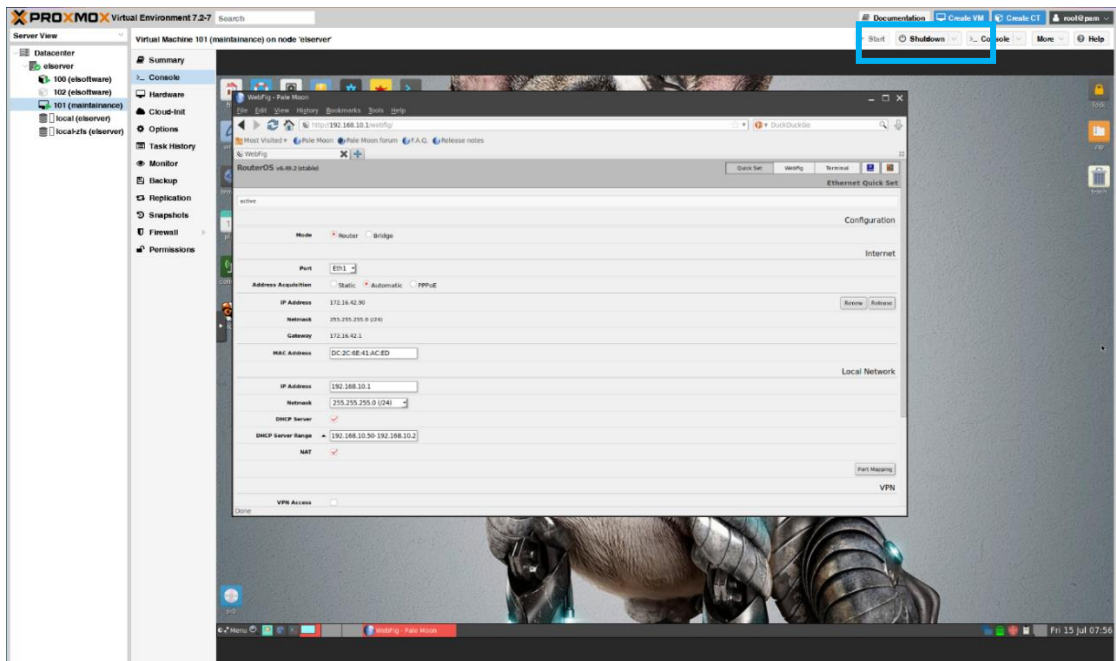 PROXMOX Virtual Environment 7.2-7 Search
Documentation Create VM Create CT root@pam
Server View
Virtual Machine 101 (maintainance) on node 'elserver'
Start Shutdown Console More Help
Datacenter
elserver
100 (elsoftware)
102 (elsoftware)
101 (maintainance)
local (elserver)
local-zfs (elserver)
Summary
Console
Hardware
Cloud-Init
Options
Task History
Monitor
Backup
Replication
Snapshots
Firewall
Permissions
WebFig - Pale Moon
File Edit View History Bookmarks Tools Help
http://192.168.10.1/webfig/
DuckDuckGo
Most Visited Pale Moon Pale Moon forum F.A.Q. Release notes
WebFig
RouterOS v6.49.2 (stable)
Quick Set WebFig Terminal
Ethernet Quick Set
active
Configuration
Mode Router Bridge
Internet
Port Eth1
Address Acquisition Static Automatic PPPoE
IP Address 172.16.42.90
Renew Release
Netmask 255.255.255.0 (/24)
Gateway 172.16.42.1
MAC Address DC:2C:6E:41:AC:ED
Local Network
IP Address 192.168.10.1
Netmask 255.255.255.0 (/24)
DHCP Server
DHCP Server Range 192.168.10.50-192.168.10.2
NAT
Port Mapping
VPN
VPN Access
Done
Menu
WebFig - Pale Moon
Fri 15 Jul 07:56